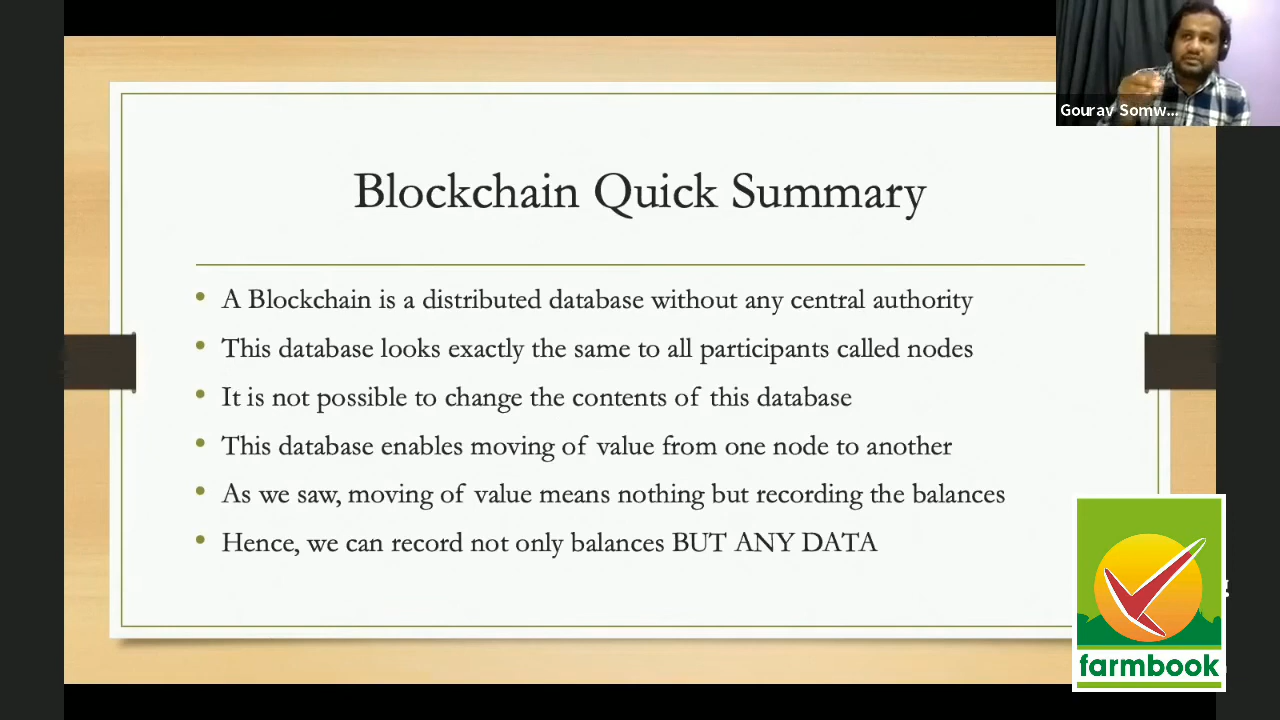 Gourav Somw...
Blockchain Quick Summary
• A Blockchain is a distributed database without any central authority
• This database looks exactly the same to all participants called nodes
• It is not possible to change the contents of this database
• This database enables moving of value from one node to another
• As we saw, moving of value means nothing but recording the balances
• Hence, we can record not only balances BUT ANY DATA
farmbook